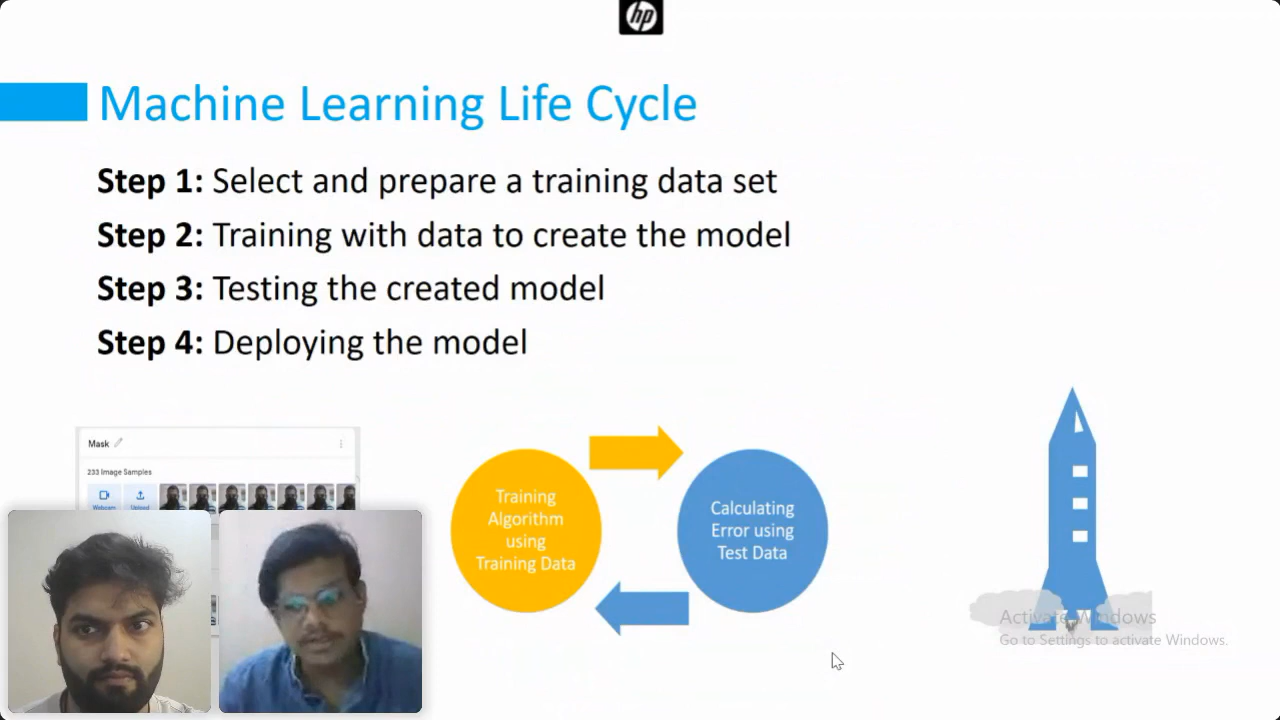 hp
Machine Learning Life Cycle
Step 1: Select and prepare a training data set
Step 2: Training with data to create the model
Step 3: Testing the created model
Step 4: Deploying the model
Mask
233 Image Samples
Webcam Upload
Training
Algorithm
using
Training Data
Calculating
Error using
Test Data
Activate Windows
Go to Settings to activate Windows.